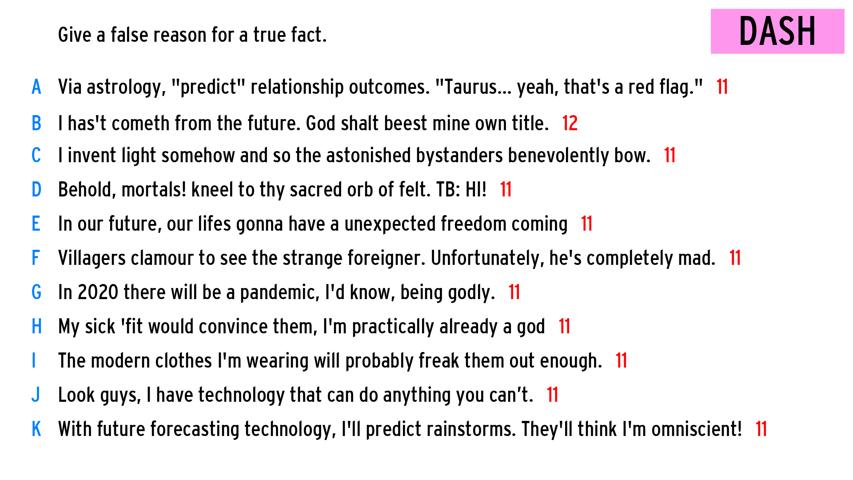 Give a false reason for a true fact.
DASH
A Via astrology, "predict" relationship outcomes. "Taurus... yeah, that's a red flag." 11
B I has't cometh from the future. God shalt beest mine own title. 12
C I invent light somehow and so the astonished bystanders benevolently bow. 11
D Behold, mortals! kneel to thy sacred orb of felt. TB: HI! 11
E In our future, our lifes gonna have a unexpected freedom coming 11
F Villagers clamour to see the strange foreigner. Unfortunately, he's completely mad. 11
G In 2020 there will be a pandemic, I'd know, being godly. 11
H My sick 'fit would convince them, I'm practically already a god 11
I The modern clothes I'm wearing will probably freak them out enough. 11
J Look guys, I have technology that can do anything you can’t. 11
K With future forecasting technology, I'll predict rainstorms. They'll think I'm omniscient! 11